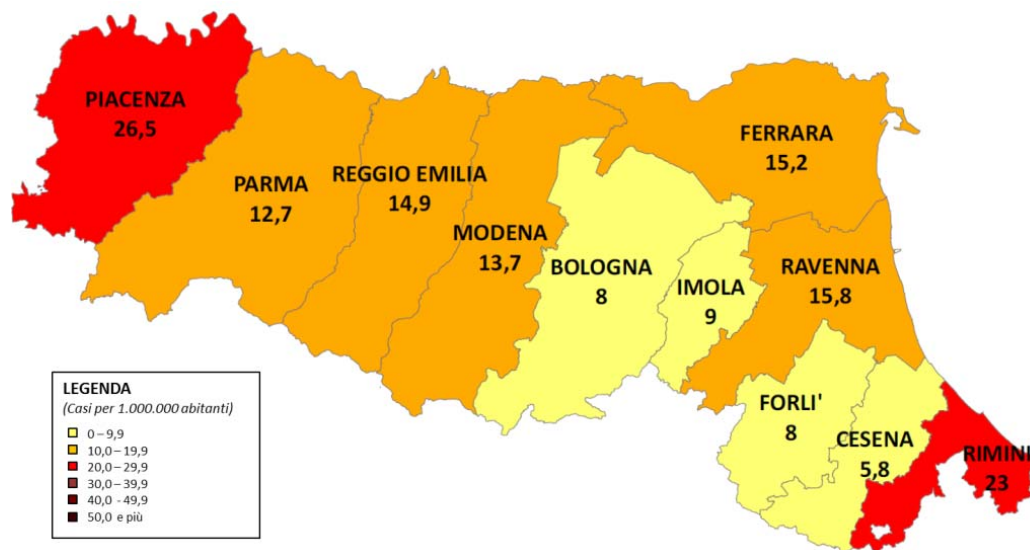 PIACENZA
26,5
PARMA
12,7
REGGIO EMILIA
14,9
MODENA
13,7
BOLOGNA
8
IMOLA
9
FERRARA
15,2
RAVENNA
15,8
FORLI'
8
CESENA
5,8
RIMINI
23
LEGENDA
(Casi per 1.000.000 abitanti)
0 – 9,9
10,0 – 19,9
20,0 – 29,9
30,0 – 39,9
40,0 - 49,9
50,0 e più